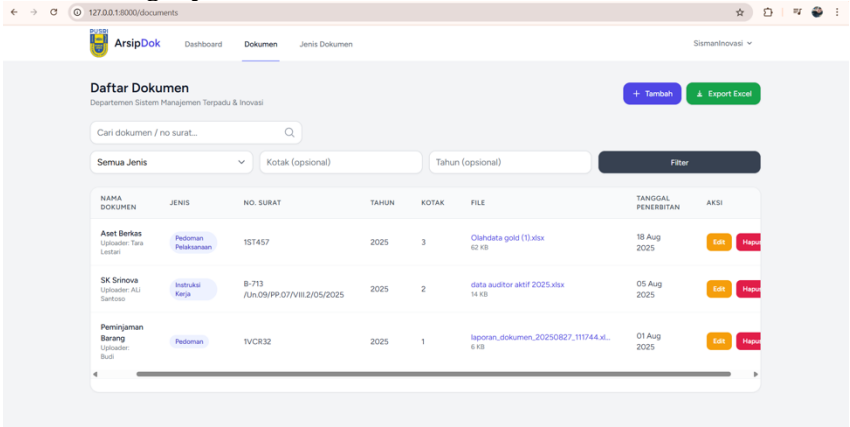 127.0.0.1:8000/documents
PUSRI
ArsipDok Dashboard Dokumen Jenis Dokumen SismanInovasi
Daftar Dokumen
Departemen Sistem Manajemen Terpadu & Inovasi
+ Tambah Export Excel
Cari dokumen / no surat...
Semua Jenis Kotak (opsional) Tahun (opsional) Filter
NAMA DOKUMEN JENIS NO. SURAT TAHUN KOTAK FILE TANGGAL PENERBITAN AKSI
Aset Berkas
Uploader: Tara
Lestari
Pedoman
Pelaksanaan
1ST457
2025
3
Olahdata gold (1).xlsx
62 KB
18 Aug
2025
Edit Hapu
SK Srinova
Uploader: ALi
Santoso
Instruksi
Kerja
B-713
/Un.09/PP.07/VIII.2/05/2025
2025
2
data auditor aktif 2025.xlsx
14 KB
05 Aug
2025
Edit Hapu
Peminjaman
Barang
Uploader:
Budi
Pedoman
1VCR32
2025
1
laporan_dokumen_20250827_111744.xl...
6 KB
01 Aug
2025
Edit Hapu